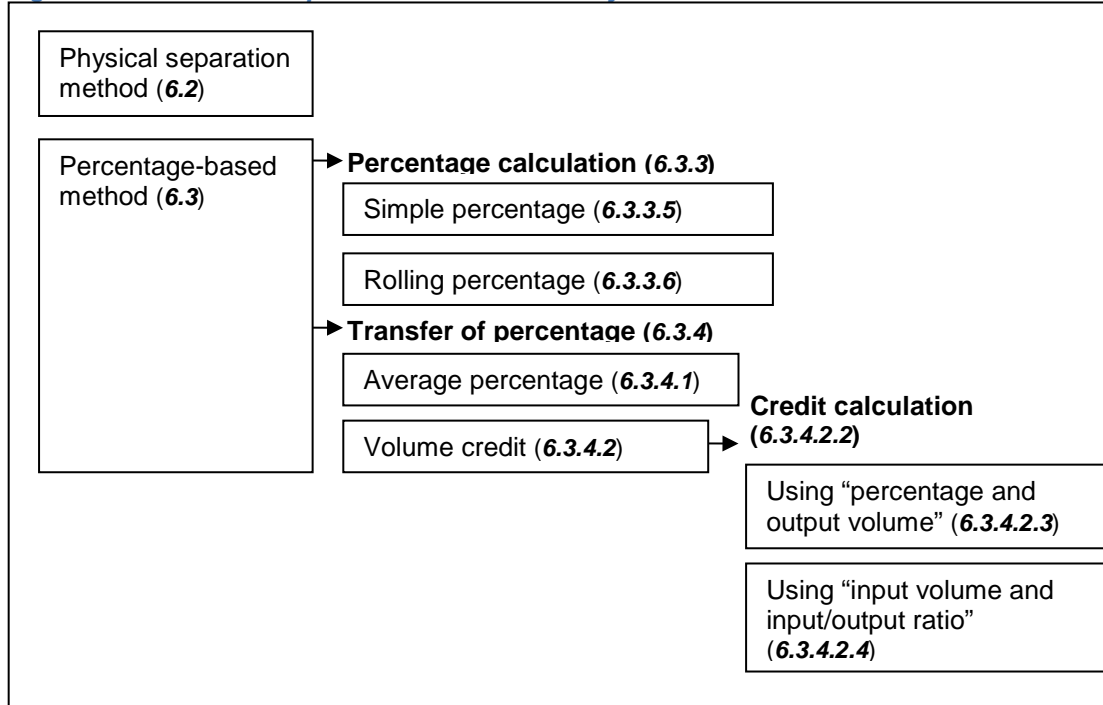 Physical separation
method (6.2)
Percentage-based
method (6.3)
Percentage calculation (6.3.3)
Simple percentage (6.3.3.5)
Rolling percentage (6.3.3.6)
Transfer of percentage (6.3.4)
Average percentage (6.3.4.1)
Volume credit (6.3.4.2)
Credit calculation
(6.3.4.2.2)
Using “percentage and
output volume” (6.3.4.2.3)
Using “input volume and
input/output ratio”
(6.3.4.2.4)